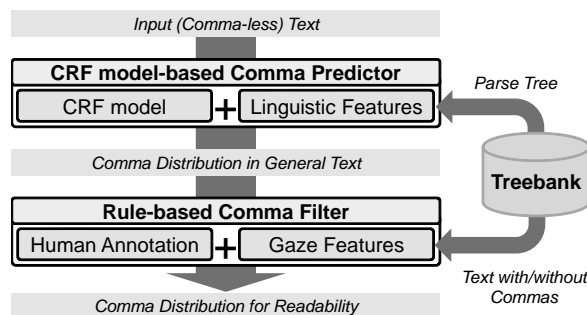 Input (Comma-less) Text
CRF model-based Comma Predictor
CRF model + Linguistic Features
Parse Tree
Comma Distribution in General Text
Treebank
Rule-based Comma Filter
Human Annotation + Gaze Features
Text with/without
Commas
Comma Distribution for Readability